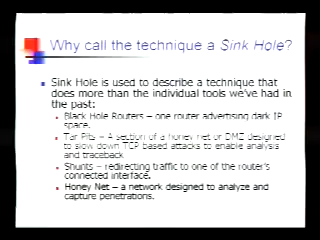 Why call the technique a Sink Hole?
Sink Hole is used to describe a technique that
does more than the individual tools we've had in
the past:
Black Hole Routers – one router advertising dark IP
space.
Tar Pits – A section of a honey net or DMZ designed
to slow down TCP based attacks to enable analysis
and traceback
Shunts – redirecting traffic to one of the router's
connected interface.
Honey Net – a network designed to analyze and
capture penetrations.